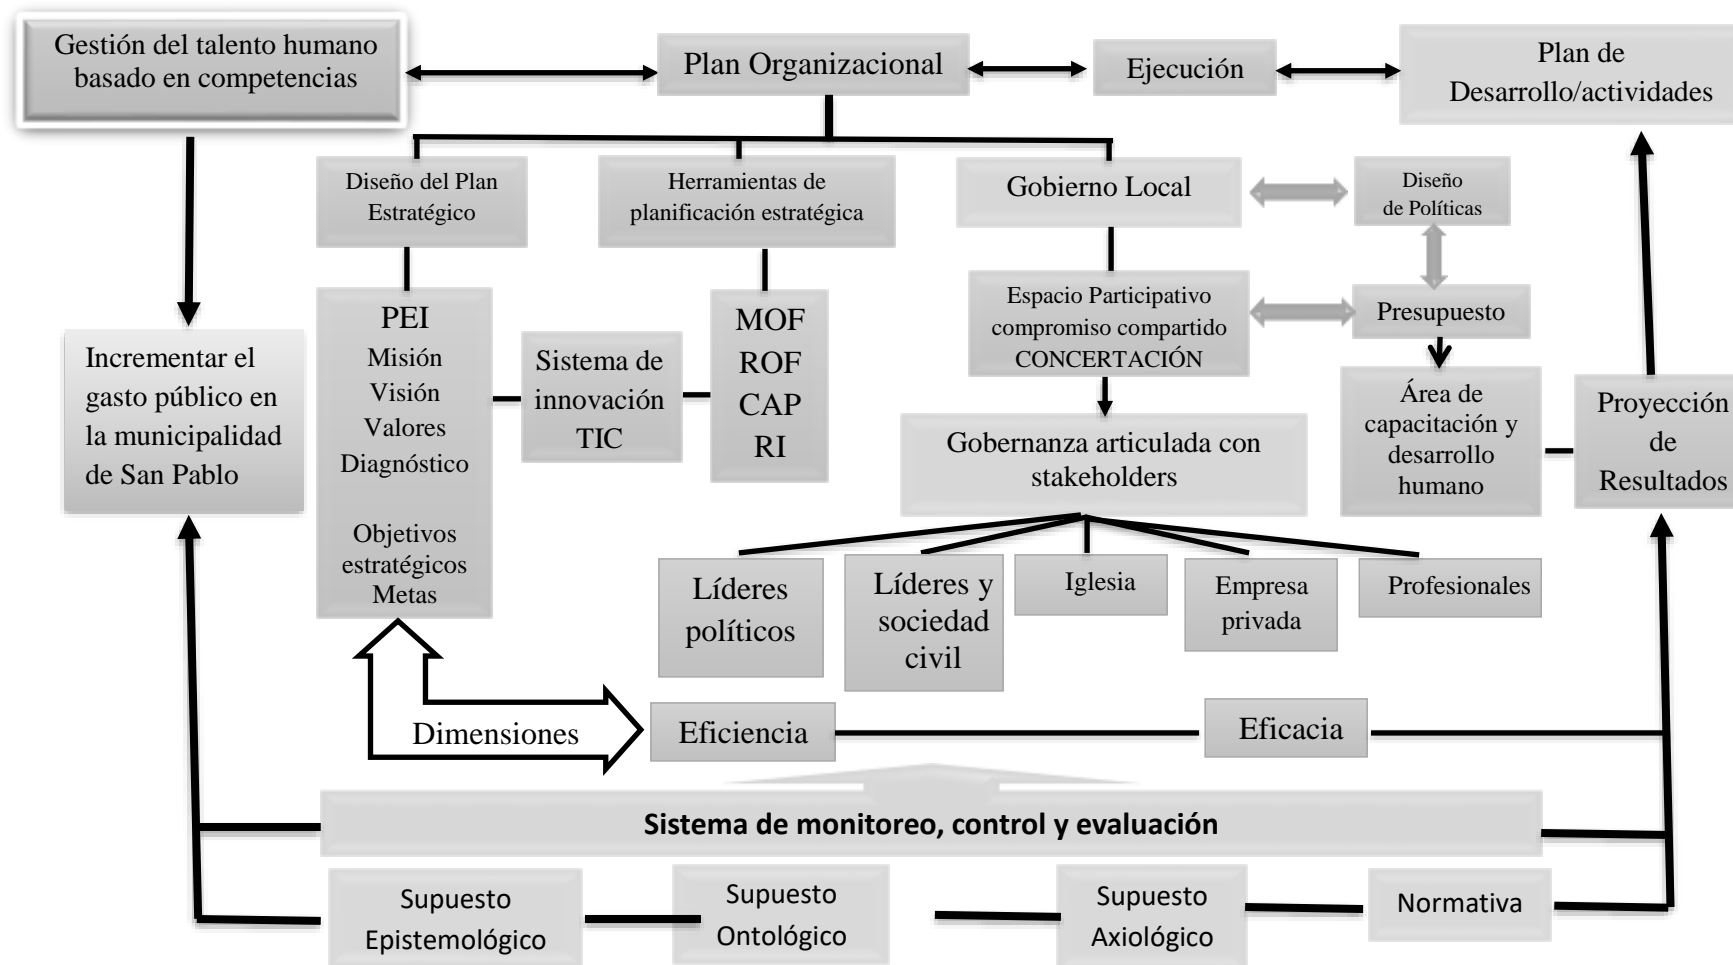 Gestión del talento humano
basado en competencias
Plan Organizacional
Ejecución
Plan de
Desarrollo/actividades
Diseño del Plan
Estratégico
Herramientas de
planificación estratégica
Gobierno Local
Diseño
de Políticas
PEI
Misión
Visión
Valores
Diagnóstico
Objetivos
estratégicos
Metas
Sistema de
innovación
TIC
MOF
ROF
CAP
RI
Espacio Participativo
compromiso compartido
CONCERTACIÓN
Presupuesto
Incrementar el
gasto público en
la municipalidad
de San Pablo
Gobernanza articulada con
stakeholders
Área de
capacitación y
desarrollo
humano
Proyección
de
Resultados
Líderes
políticos
Líderes y
sociedad
civil
Iglesia
Empresa
privada
Profesionales
Dimensiones
Eficiencia
Eficacia
Sistema de monitoreo, control y evaluación
Supuesto
Epistemológico
Supuesto
Ontológico
Supuesto
Axiológico
Normativa